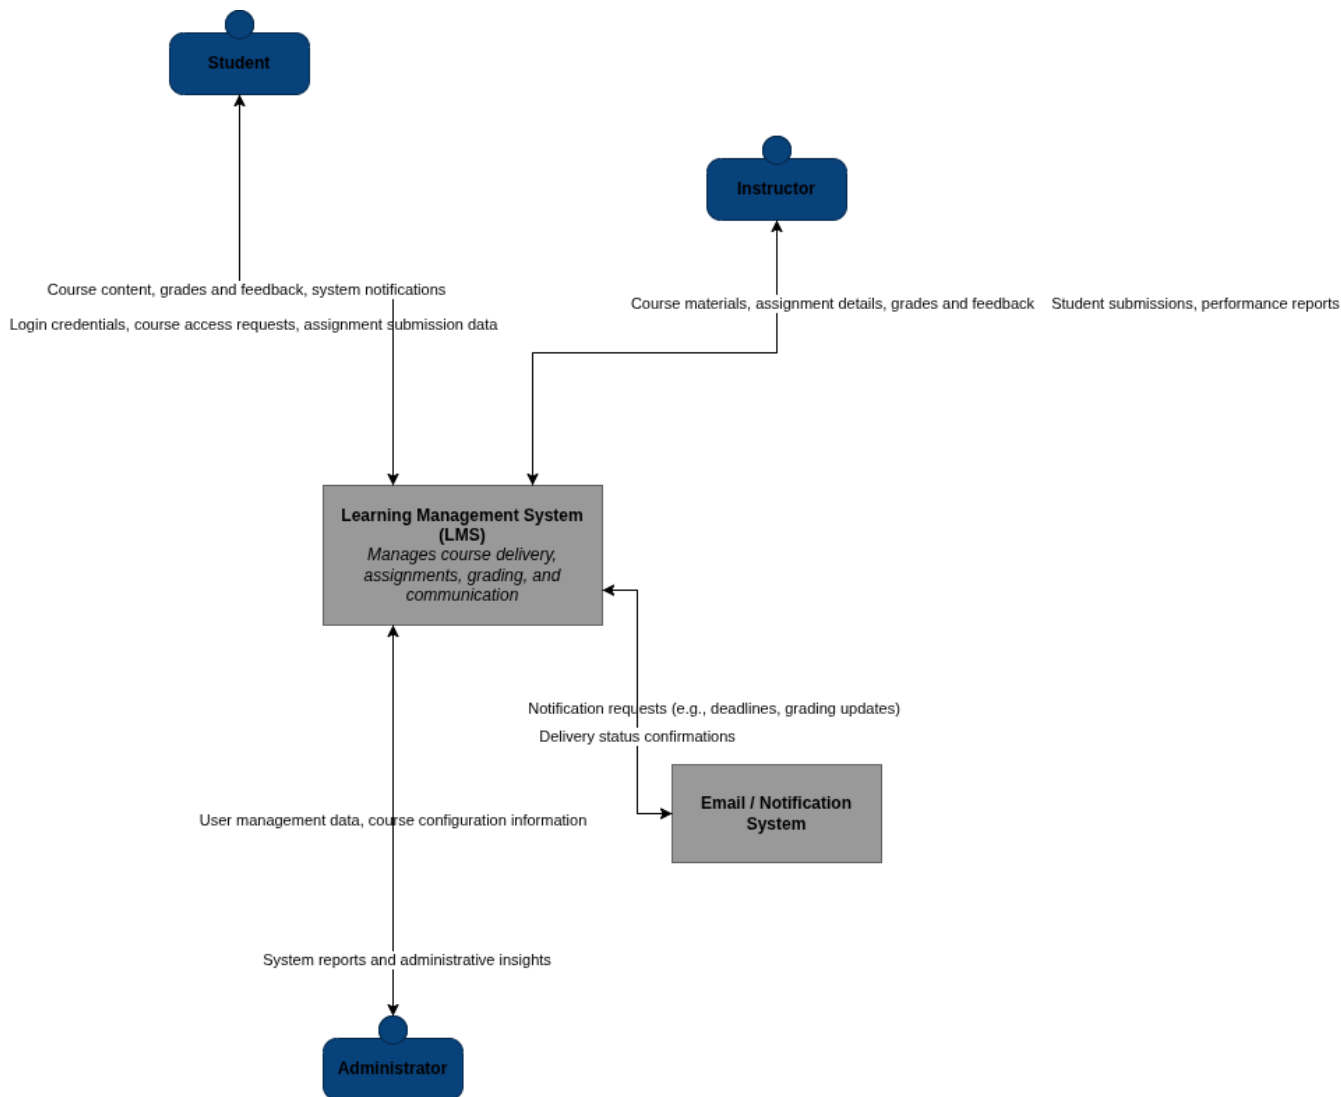 Student
Instructor
Course content, grades and feedback, system notifications
Login credentials, course access requests, assignment submission data
Course materials, assignment details, grades and feedback
Student submissions, performance reports
Learning Management System
(LMS)
Manages course delivery,
assignments, grading, and
communication
Notification requests (e.g., deadlines, grading updates)
Delivery status confirmations
Email / Notification
System
User management data, course configuration information
System reports and administrative insights
Administrator